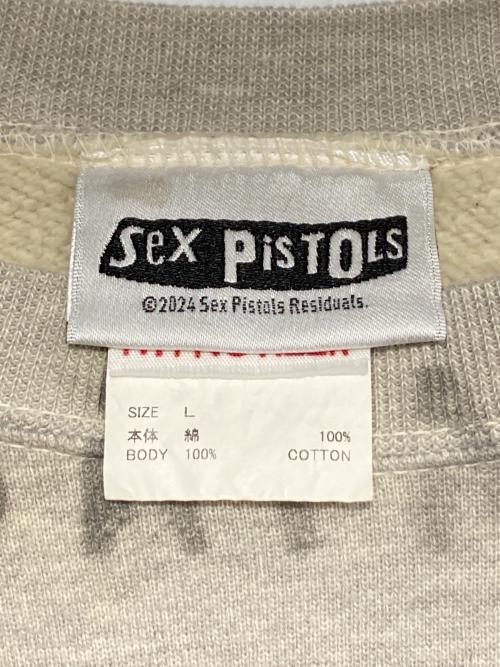 Sex PiSTOLS
©2024 Sex Pistols Residuals.
SIZE L
本体 綿 100%
BODY 100% COTTON